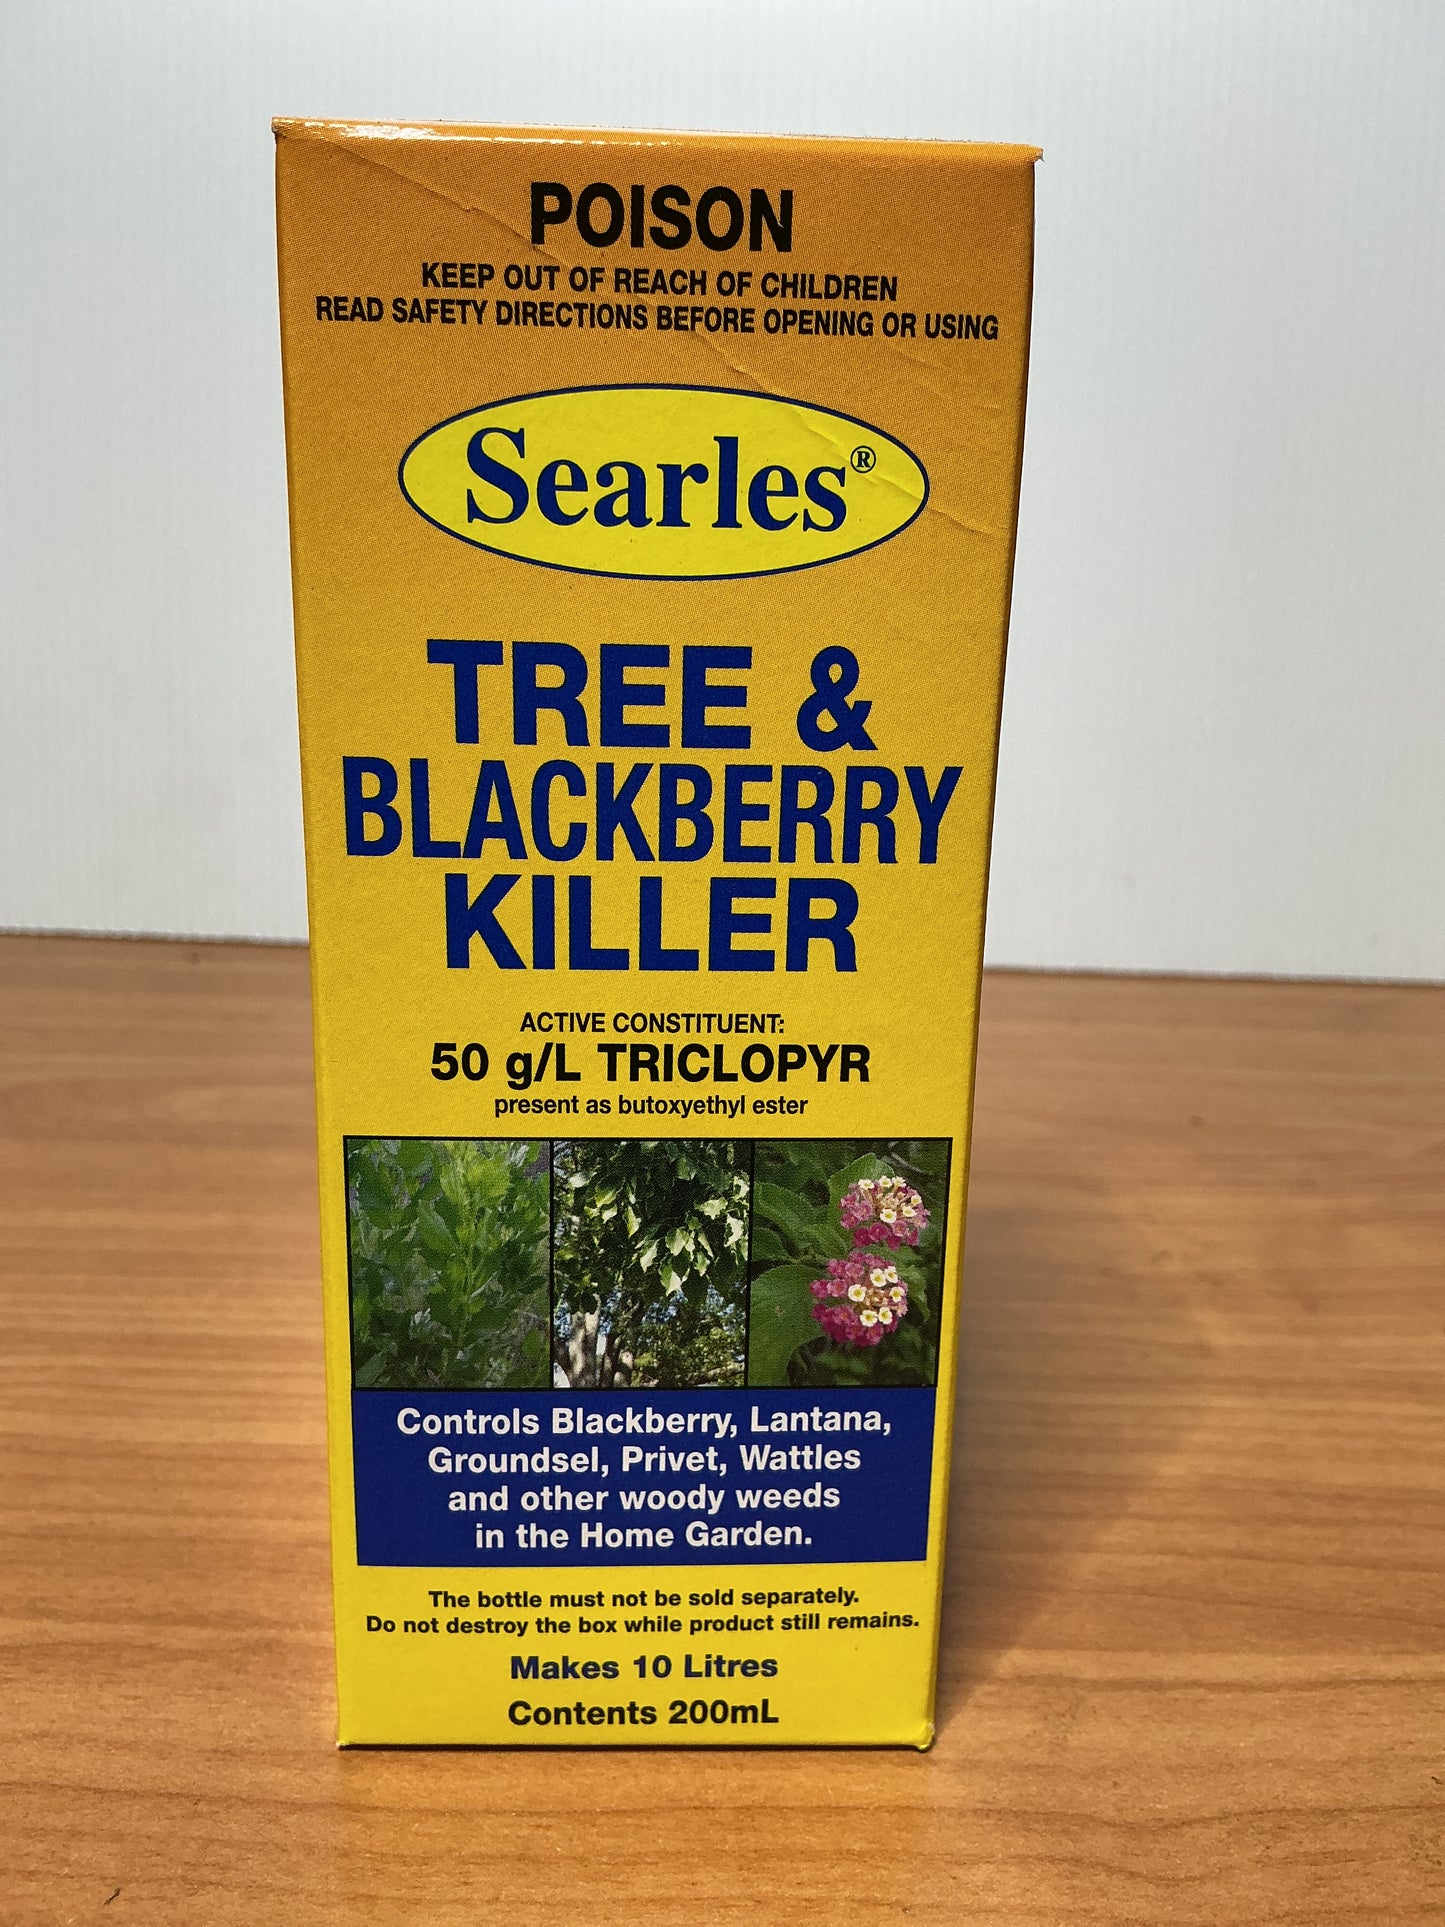 POISON
KEEP OUT OF REACH OF CHILDREN
READ SAFETY DIRECTIONS BEFORE OPENING OR USING
Searles®
TREE &
BLACKBERRY
KILLER
ACTIVE CONSTITUENT:
50 g/L TRICLOPYR
present as butoxyethyl ester
Controls Blackberry, Lantana,
Groundsel, Privet, Wattles
and other woody weeds
in the Home Garden.
The bottle must not be sold separately.
Do not destroy the box while product still remains.
Makes 10 Litres
Contents 200mL